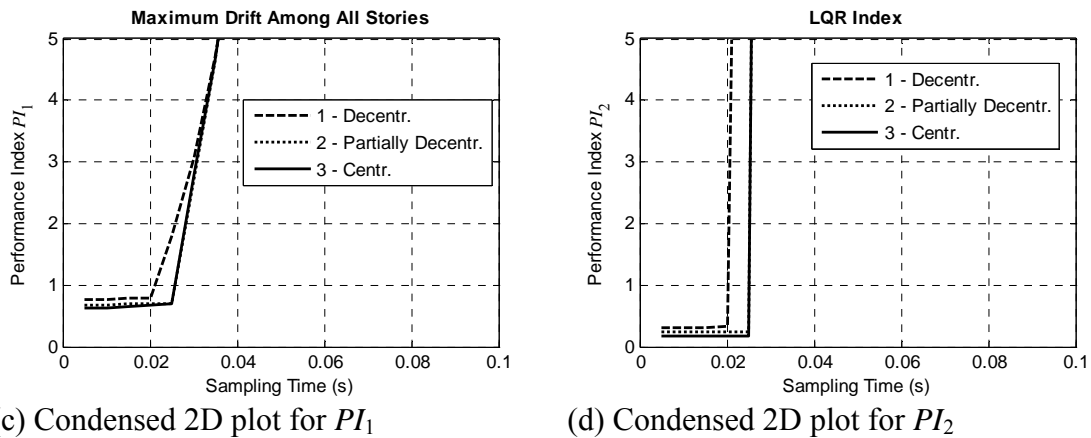 Maximum Drift Among All Stories
5
4
3
2
1
0
Performance Index PI1
1 - Decentr.
2 - Partially Decentr.
3 - Centr.
0 0.02 0.04 0.06 0.08 0.1
Sampling Time (s)
c) Condensed 2D plot for PI1
LQR Index
5
4
3
2
1
0
Performance Index PI2
1 - Decentr.
2 - Partially Decentr.
3 - Centr.
0 0.02 0.04 0.06 0.08 0.1
Sampling Time (s)
(d) Condensed 2D plot for PI2